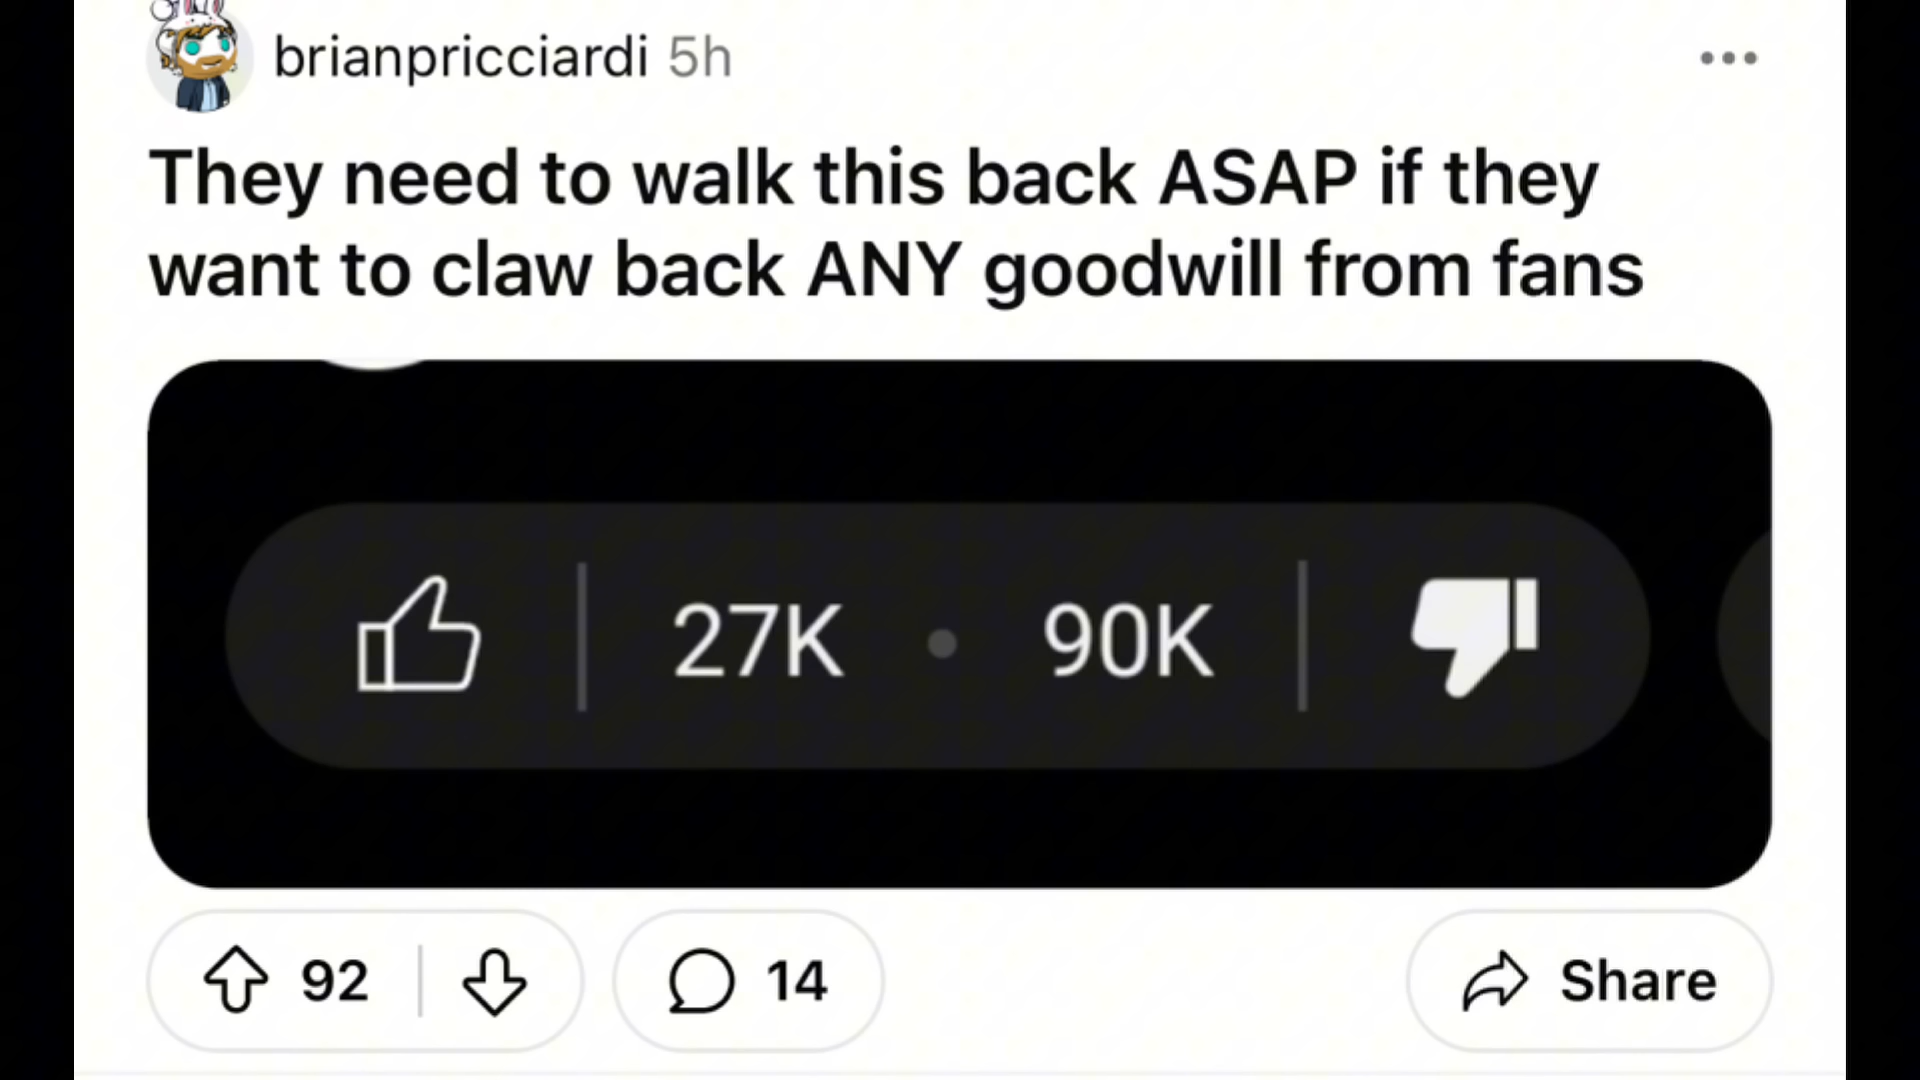 brianpricciardi 5h
They need to walk this back ASAP if they
want to claw back ANY goodwill from fans
27K • 90K
92 14 Share